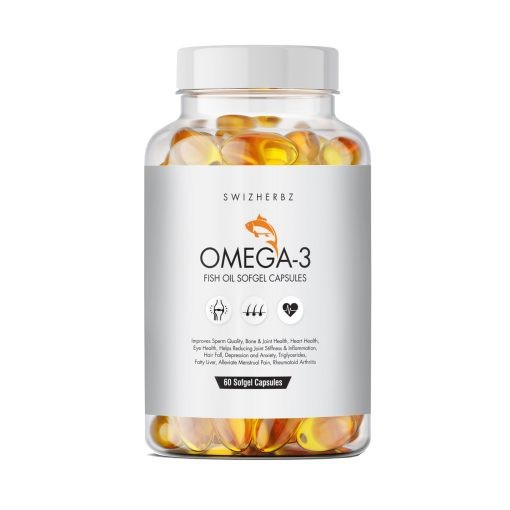 SWIZHERBZ
OMEGA-3
FISH OIL SOFGEL CAPSULES
Improves Sperm Quality, Bone & Joint Health, Heart Health,
Eye Health, Helps Reducing Joint Stiffness & Inflammation,
Hair Fall, Depression and Anxiety, Triglycerides,
Fatty Liver, Alleviate Menstrual Pain, Rheumatoid Arthritis
60 Sofgel Capsules